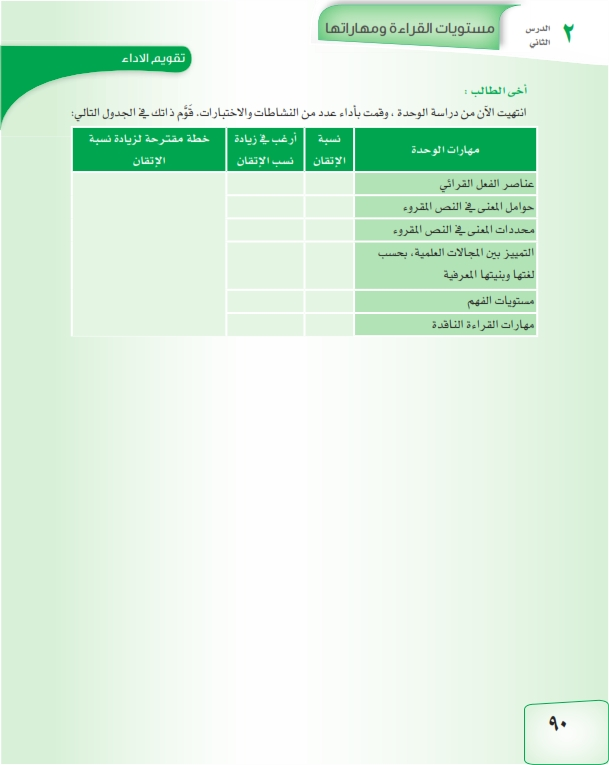 ٢
الدرس
الثاني
مستويات القراءة ومهاراتها
تقويم الاداء
أخى الطالب :
انتهيت الآن من دراسة الوحدة ، وقمت بأداء عدد من النشاطات والاختبارات. قَوَّم ذاتك في الجدول التالي:
مهارات الوحدة
نسبة
الإتقان
أرغب في زيادة
نسب الإتقان
خطة مقترحة لزيادة نسبة
الإتقان
عناصر الفعل القرائي
حوامل المعنى في النص المقروء
محددات المعنى في النص المقروء
التمييز بين المجالات العلمية، بحسب
لغتها وبنيتها المعرفية
مستويات الفهم
مهارات القراءة الناقدة
٩٠